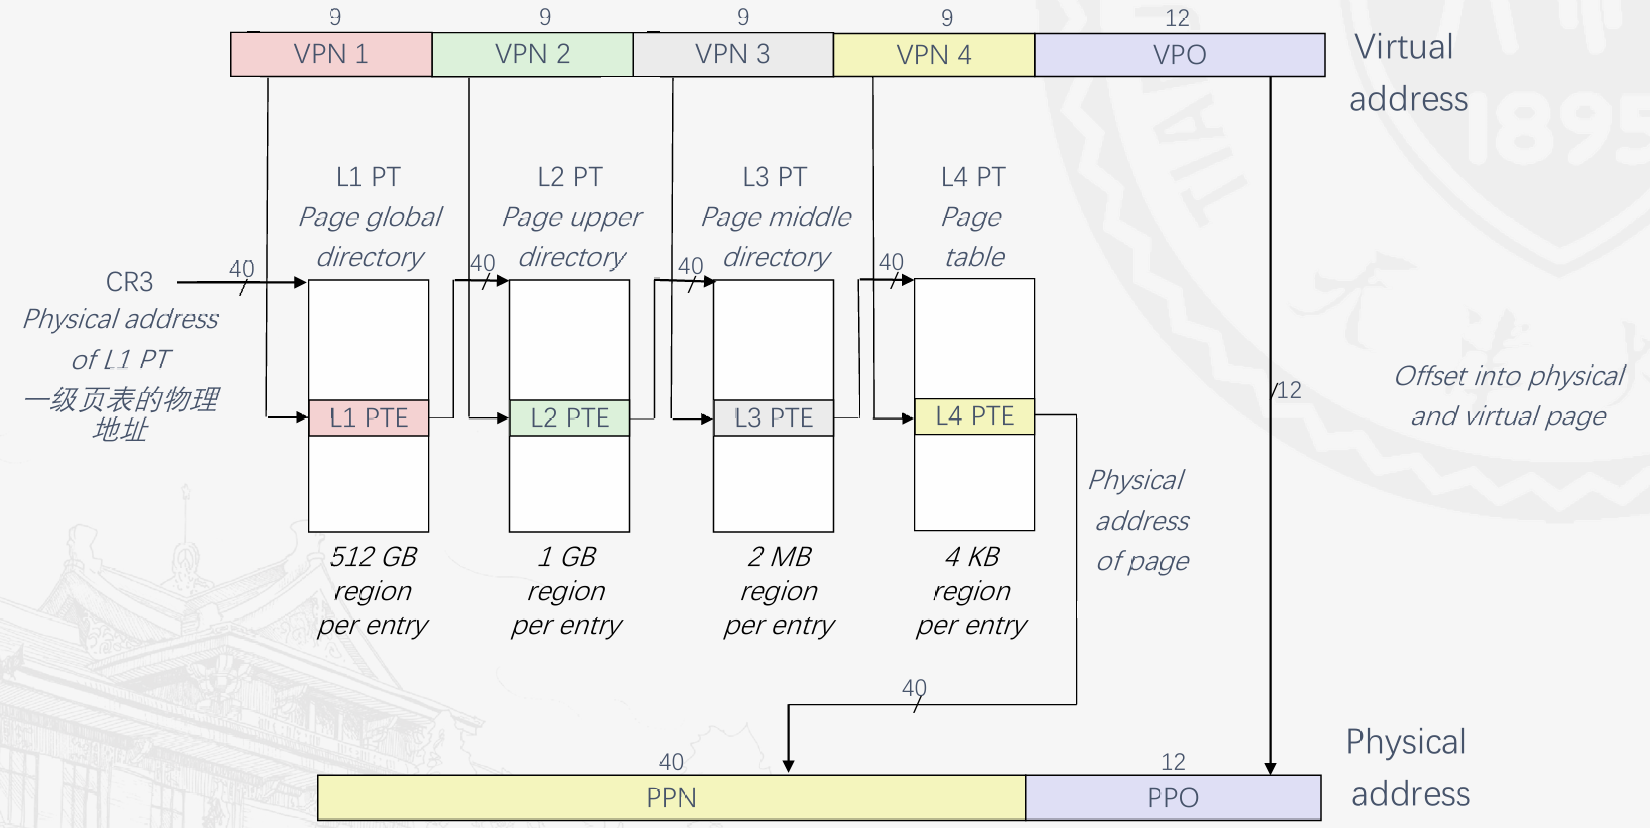 9 9 9 9 12
VPN 1 VPN 2 VPN 3 VPN 4 VPO
Virtual
address
1895
TIA
L1 PT
Page global
directory
L2 PT
Page upper
directory
L3 PT
Page middle
directory
L4 PT
Page
table
40
40
40
40
CR3
Physical address
of L1 PT
一级页表的物理
地址
L1 PTE
L2 PTE
L3 PTE
L4 PTE
/12
Offset into physical
and virtual page
Physical
address
of page
512 GB
region
per entry
1 GB
region
per entry
2 MB
region
per entry
4 KB
region
per entry
40
40 12
PPN PPO
Physical
address